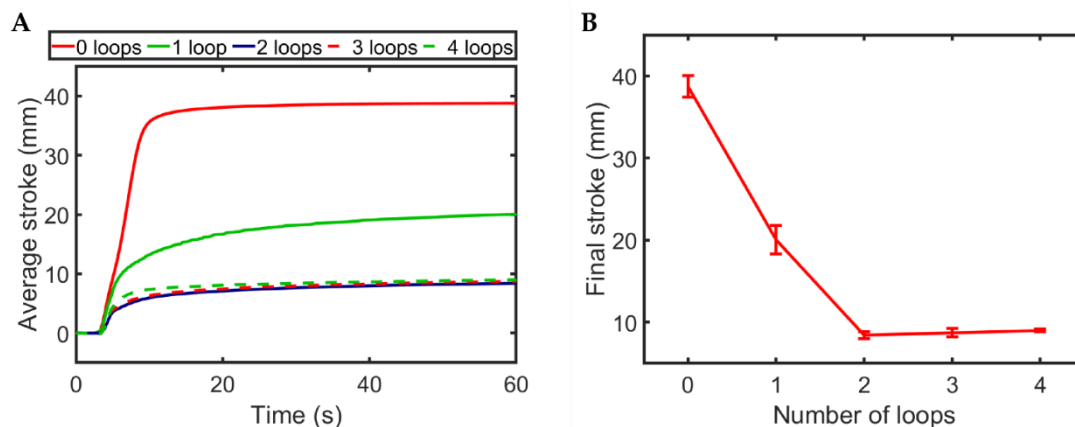 A
0 loops 1 loop 2 loops 3 loops 4 loops
40
30
20
10
0
Average stroke (mm)
0 20 40 60
Time (s)
B
40
30
20
10
Final stroke (mm)
0 1 2 3 4
Number of loops